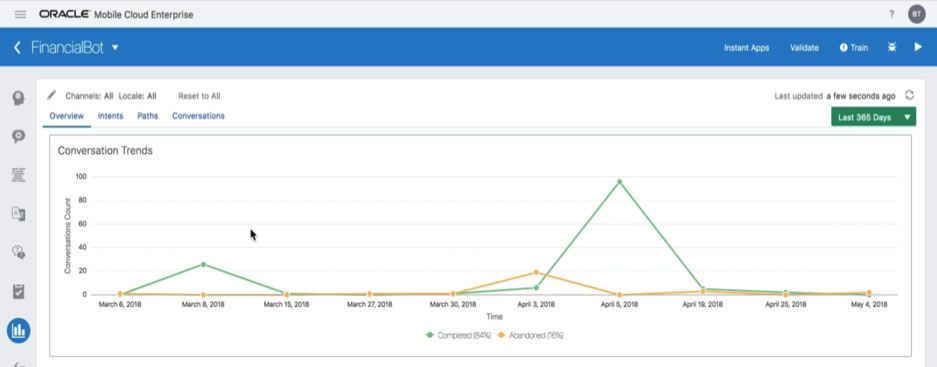 ORACLE Mobile Cloud Enterprise ? BT
FinancialBot Instant Apps Validate Train
Channels: All Locale: All Reset to All Last updated a few seconds ago
Overview Intents Paths Conversations Last 365 Days
Conversation Trends
100
80
60
40
20
0
Conversations Count
March 6, 2018 March 8, 2018 March 15, 2018 March 27, 2018 March 30, 2018 April 3, 2018 April 5, 2018 April 19, 2018 April 25, 2018 May 4, 2018
Time
Completed (84%) Abandoned (16%)